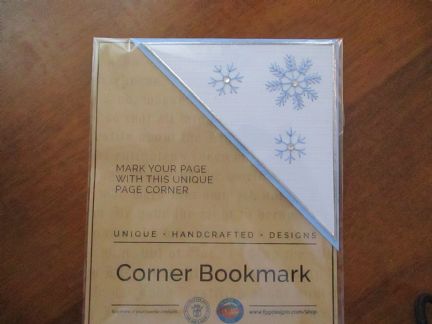 MARK YOUR PAGE
WITH THIS UNIQUE
PAGE CORNER
UNIQUE • HANDCRAFTED • DESIGNS
Corner Bookmark